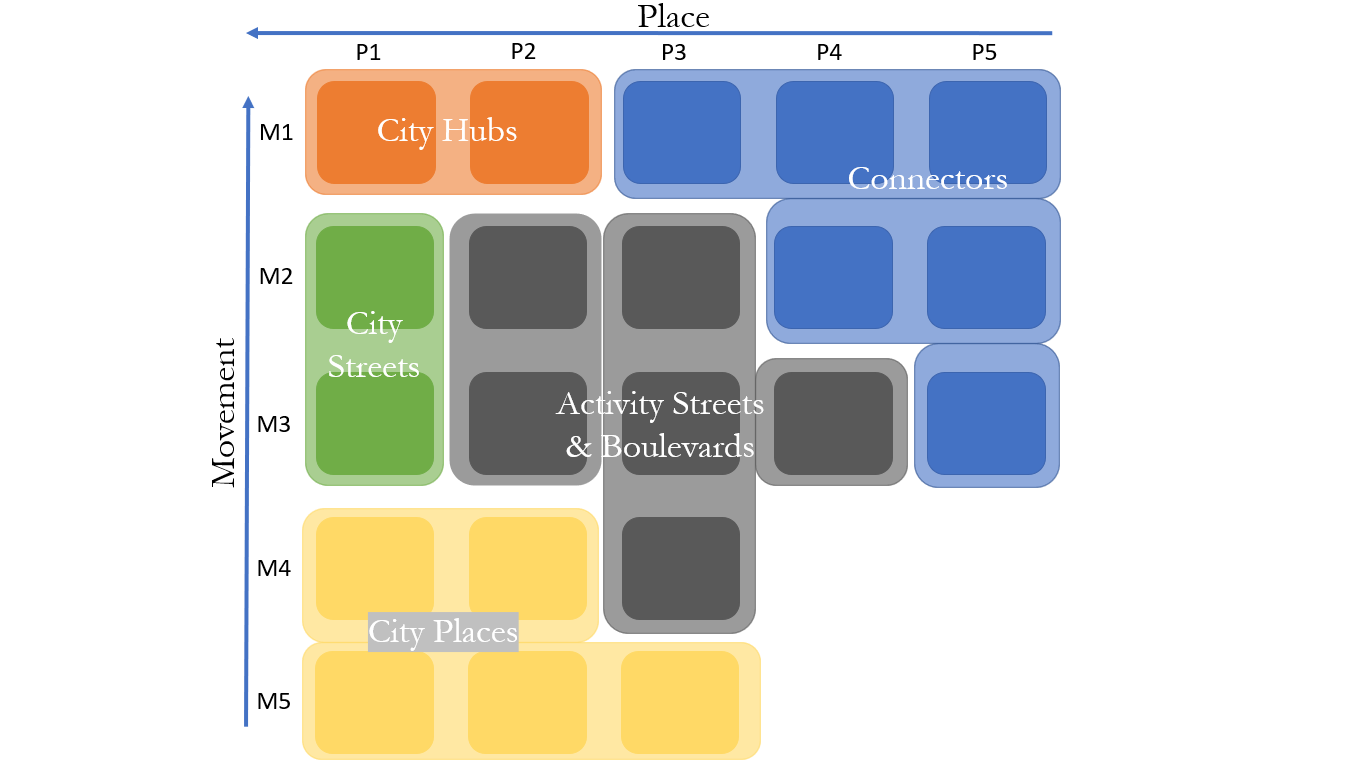 Place
P1 P2 P3 P4 P5
M1
City Hubs
Connectors
M2
City
Streets
Movement
M3
Activity Streets
& Boulevards
M4
City Places
M5